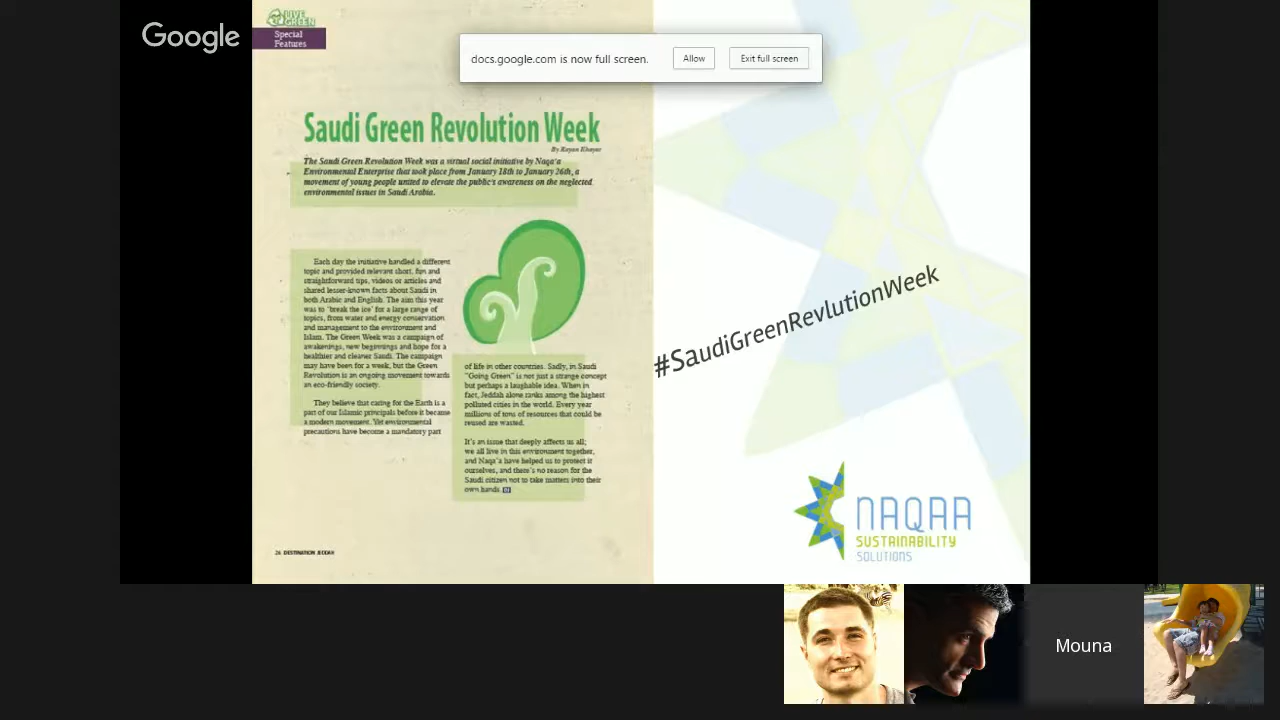 Google
LIVE
GREEN
Special
Features
docs.google.com is now full screen.
Allow
Exit full screen
Saudi Green Revolution Week
By Rayan Khayat
The Saudi Green Revolution Week was a virtual social initiative by Naqa'a
Environmental Enterprise that took place from January 18th to January 26th, a
movement of young people united to elevate the public's awareness on the neglected
environmental issues in Saudi Arabia.
Each day the initiative handled a different
topic and provided relevant short, fun and
straightforward tips, videos or articles and
shared lesser-known facts about Saudi in
both Arabic and English. The aim this year
was to 'break the ice' for a large range of
topics, from water and energy conservation
and management to the environment and
Islam. The Green Week was a campaign of
awakenings, new beginnings and hope for a
healthier and cleaner Saudi. The campaign
may have been for a week, but the Green
Revolution is an ongoing movement towards
an eco-friendly society.
They believe that caring for the Earth is a
part of our Islamic principals before it became
a modern movement. Yet environmental
precautions have become a mandatory part
of life in other countries. Sadly, in Saudi
"Going Green" is not just a strange concept
but perhaps a laughable idea. When in
fact, Jeddah alone ranks among the highest
polluted cities in the world. Every year
millions of tons of resources that could be
reused are wasted.
It's an issue that deeply affects us all;
we all live in this environment together,
and Naqa'a have helped us to protect it
ourselves, and there's no reason for the
Saudi citizen not to take matters into their
own hands.
26 DESTINATION JEDDAH
#SaudiGreenRevlutionWeek
NAQAA
SUSTAINABILITY
SOLUTIONS
Mouna